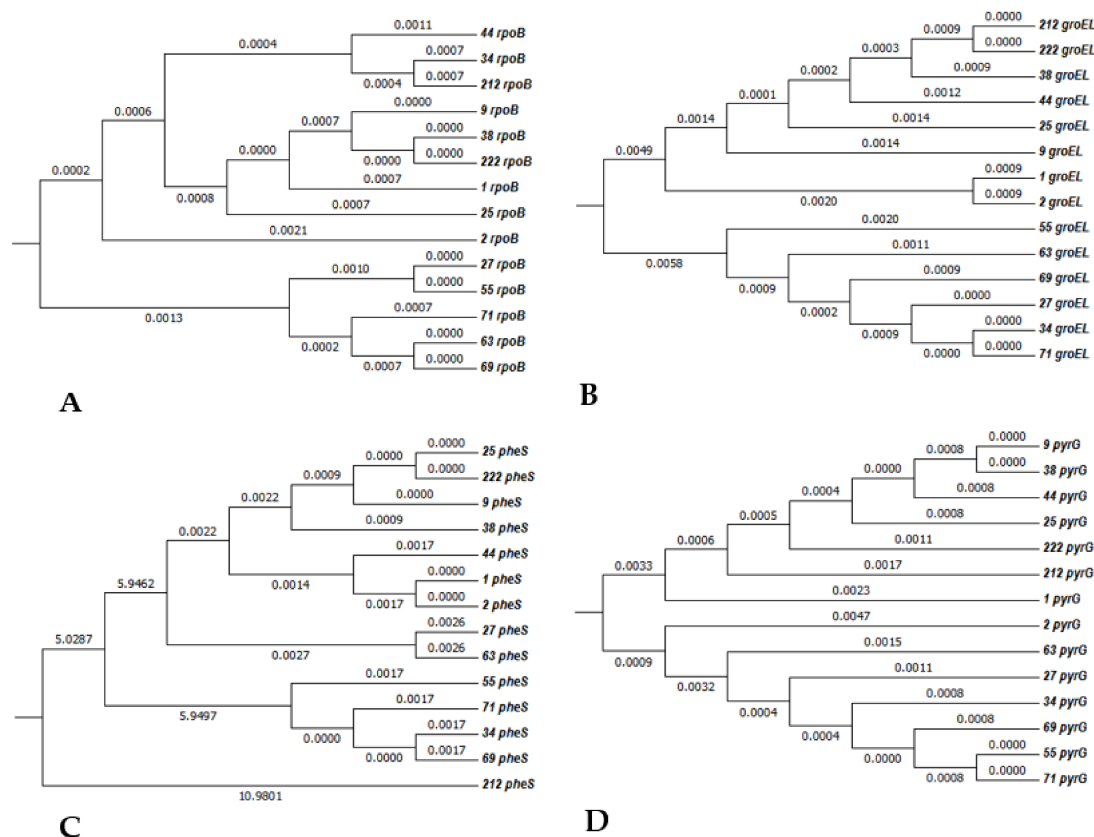 0.0011
44 rpoB
0.0004
0.0007
34 rpoB
0.0004
0.0007
212 rpoB
0.0006
0.0000
9 rpoB
0.0007
0.0000
38 rpoB
0.0000
0.0000
0.0000
222 rpoB
0.0002
0.0007
1 rpoB
0.0008
0.0007
25 rpoB
0.0021
2 rpoB
0.0000
27 rpoB
0.0010
0.0000
55 rpoB
0.0013
0.0007
71 rpoB
0.0002
0.0000
63 rpoB
0.0007
0.0000
69 rpoB
A
0.0000
212 groEL
0.0009
0.0000
222 groEL
0.0003
0.0009
38 groEL
0.0002
0.0012
44 groEL
0.0001
0.0014
25 groEL
0.0014
0.0014
9 groEL
0.0049
0.0009
1 groEL
0.0020
0.0009
2 groEL
0.0020
55 groEL
0.0058
0.0011
63 groEL
0.0009
0.0009
69 groEL
0.0002
0.0000
27 groEL
0.0009
0.0000
34 groEL
0.0000
0.0000
71 groEL
B
0.0000
25 pheS
0.0000
0.0000
222 pheS
0.0009
0.0000
9 pheS
0.0022
0.0009
38 pheS
0.0022
0.0017
44 pheS
0.0014
0.0000
1 pheS
0.0017
0.0000
2 pheS
5.9462
0.0026
27 pheS
0.0027
0.0026
63 pheS
5.0287
0.0017
55 pheS
5.9497
0.0017
71 pheS
0.0000
0.0017
34 pheS
0.0000
0.0017
69 pheS
10.9801
212 pheS
C
0.0000
9 pyrG
0.0008
0.0000
38 pyrG
0.0000
0.0008
44 pyrG
0.0004
0.0008
25 pyrG
0.0005
0.0011
222 pyrG
0.0006
0.0017
212 pyrG
0.0033
0.0023
1 pyrG
0.0047
2 pyrG
0.0009
0.0015
63 pyrG
0.0032
0.0011
27 pyrG
0.0004
0.0008
34 pyrG
0.0004
0.0008
69 pyrG
0.0000
0.0000
55 pyrG
0.0008
0.0000
71 pyrG
D